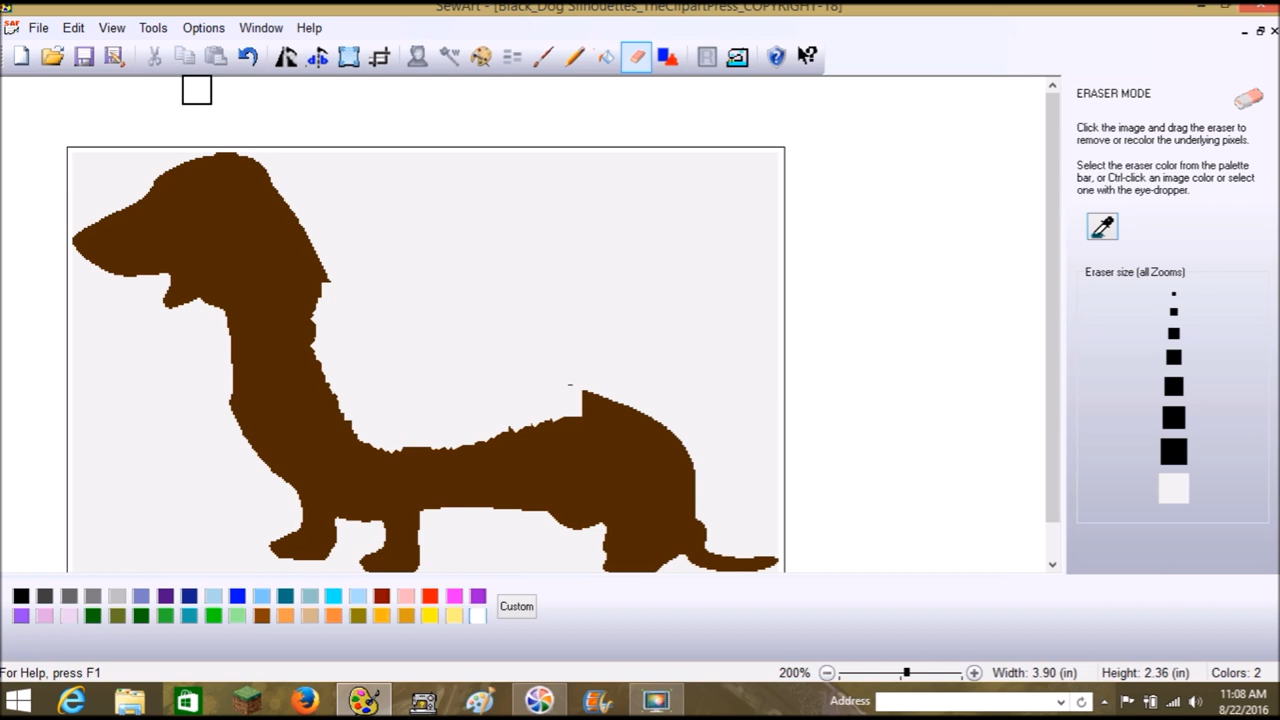 SewArt - [Black_Dog Silhouettes_TheClipartPress_COPYRIGHT-18]
File Edit View Tools Options Window Help
ERASER MODE
Click the image and drag the eraser to
remove or recolor the underlying pixels.
Select the eraser color from the palette
bar, or Ctrl-click an image color or select
one with the eye-dropper.
Eraser size (all Zooms)
Custom
For Help, press F1
200%
Width: 3.90 (in)
Height: 2.36 (in)
Colors: 2
Address
11:08 AM
8/22/2016